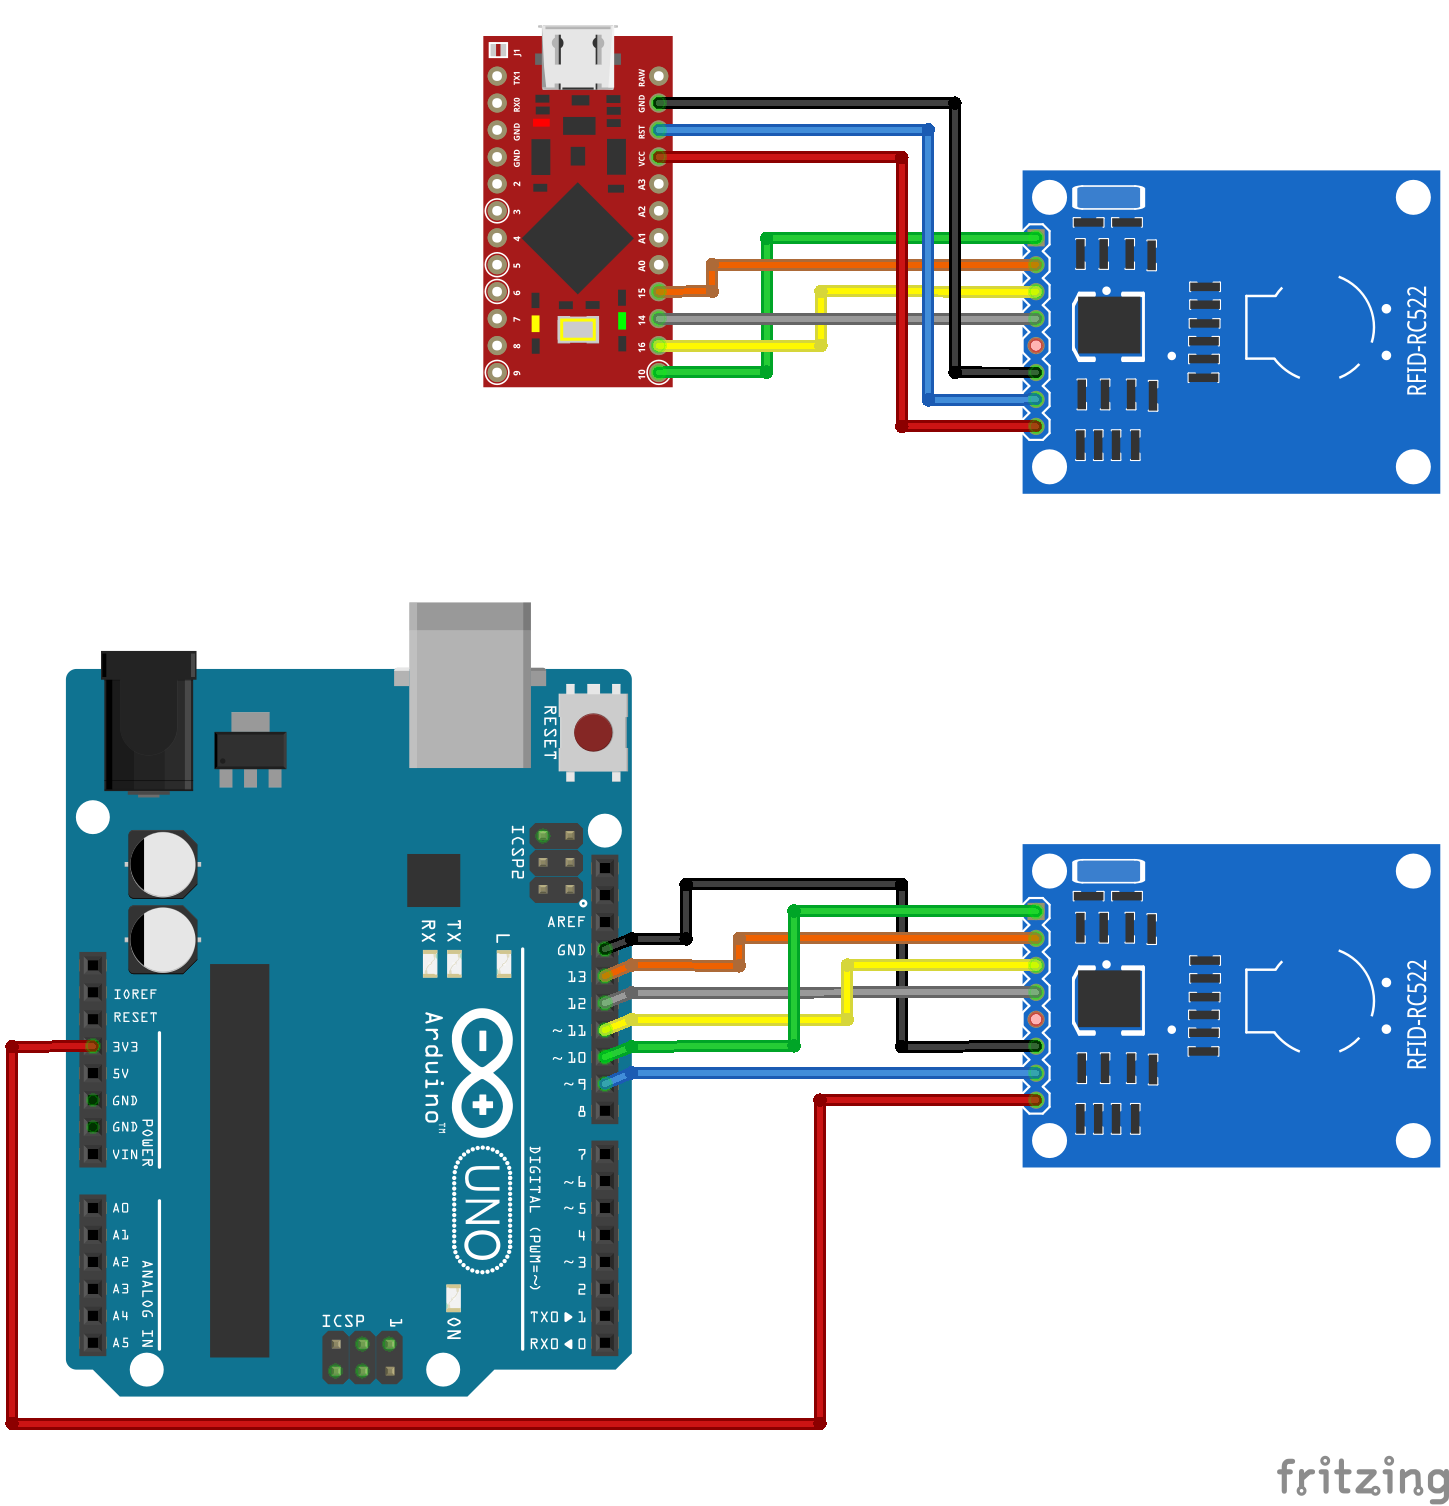 J1
TX1
RX0
GND
GND
2
3
4
5
6
7
8
9
RAW
GND
RST
VCC
A3
A2
A1
A0
15
14
16
10
RFID-RC522
RESET
ICSP2
AREF
GND
13
12
~11
~10
~9
8
7
~6
~5
4
~3
2
TX0▶1
RX0◀0
RX
TX
L
IOREF
RESET
3V3
5V
GND
GND
VIN
POWER
A0
A1
A2
A3
A4
A5
ANALOG IN
Arduino™
UNO
DIGITAL (PWM=~)
ICSP
1
ON
RFID-RC522
fritzing